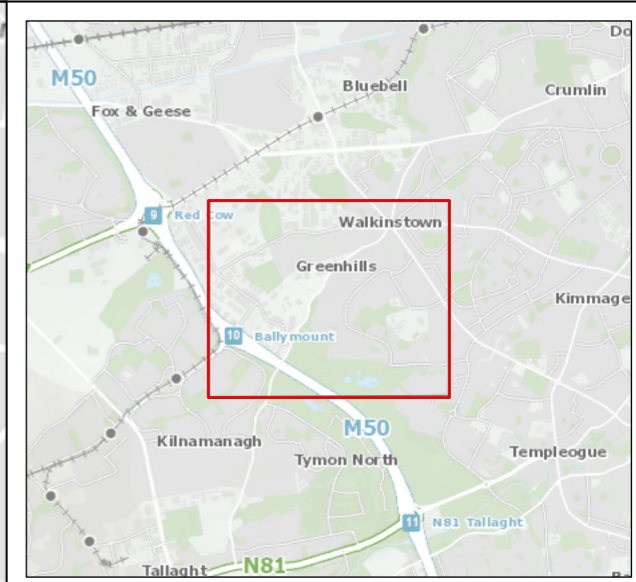 Do
M50
Bluebell
Crumlin
Fox & Geese
9 Red Cow
Walkinstown
Greenhills
Kimmage
10 Ballymount
M50
Kilnamanagh
Tymon North
Templeogue
11 N81 Tallaght
N81
Tallaght